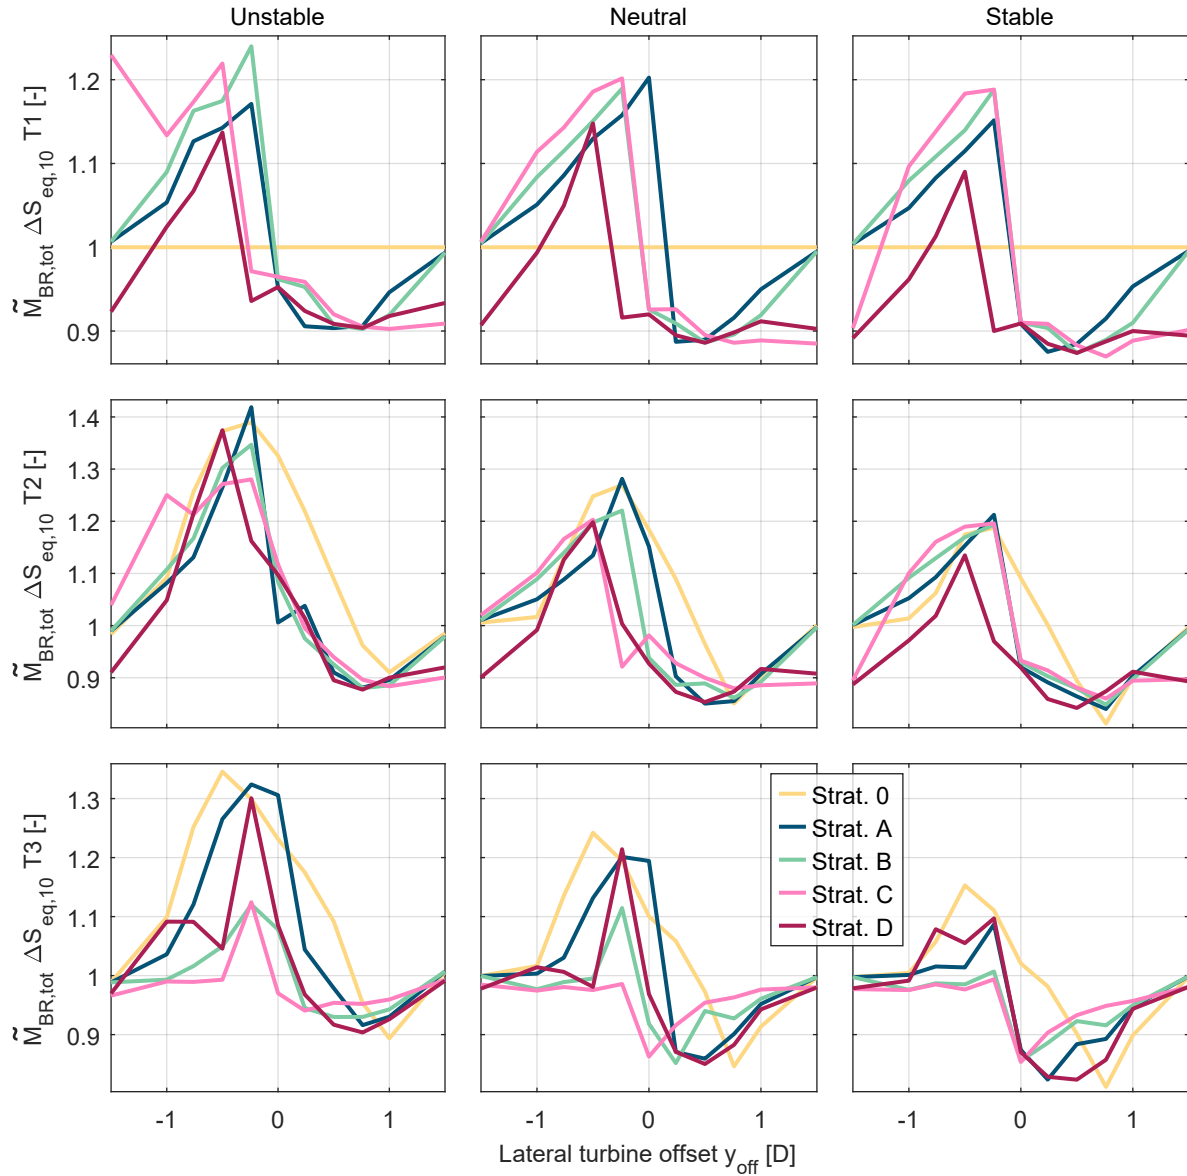 Unstable Neutral Stable
M̃BR,tot ΔSeq,10 T1 [-]
1.2
1.1
1
0.9
M̃BR,tot ΔSeq,10 T2 [-]
1.4
1.3
1.2
1.1
1
0.9
M̃BR,tot ΔSeq,10 T3 [-]
1.3
1.2
1.1
1
0.9
Strat. 0
Strat. A
Strat. B
Strat. C
Strat. D
-1 0 1 -1 0 1 -1 0 1
Lateral turbine offset yoff [D]